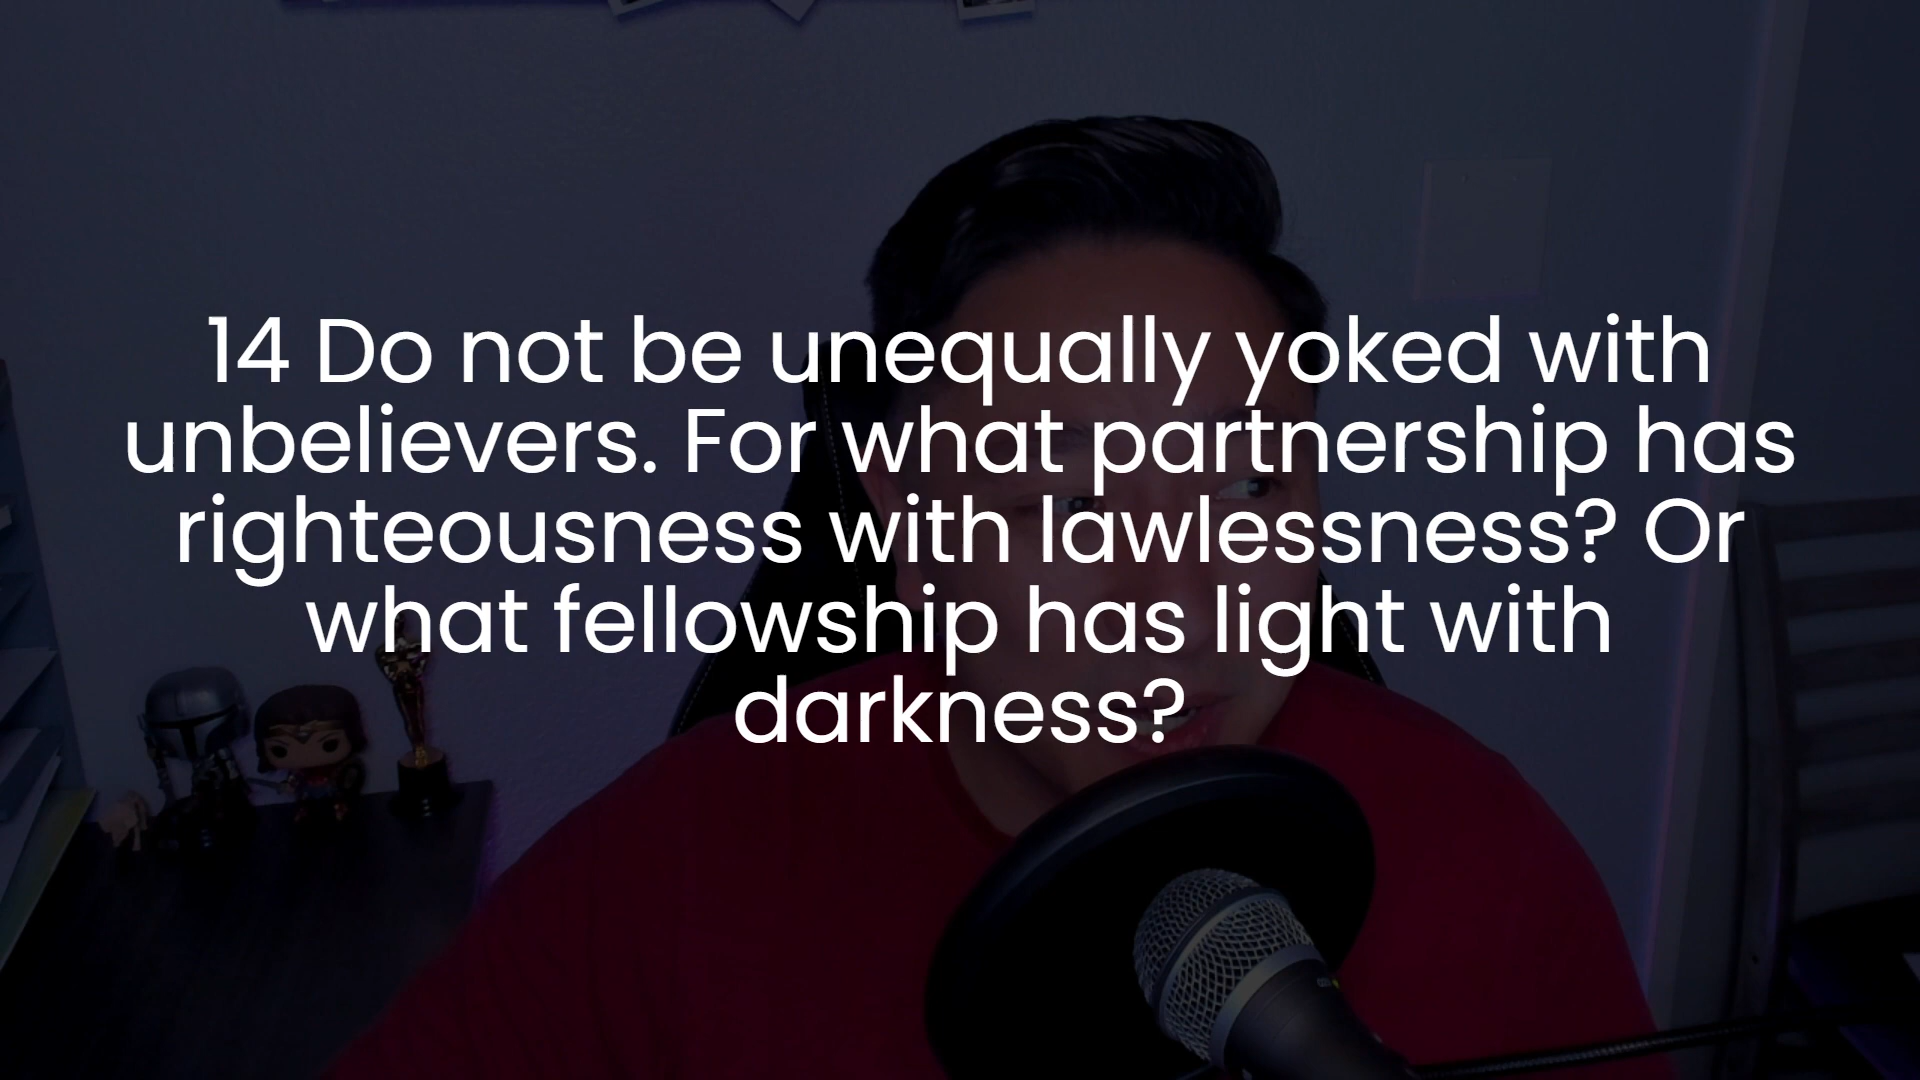 14 Do not be unequally yoked with
unbelievers. For what partnership has
righteousness with lawlessness? Or
what fellowship has light with
darkness?